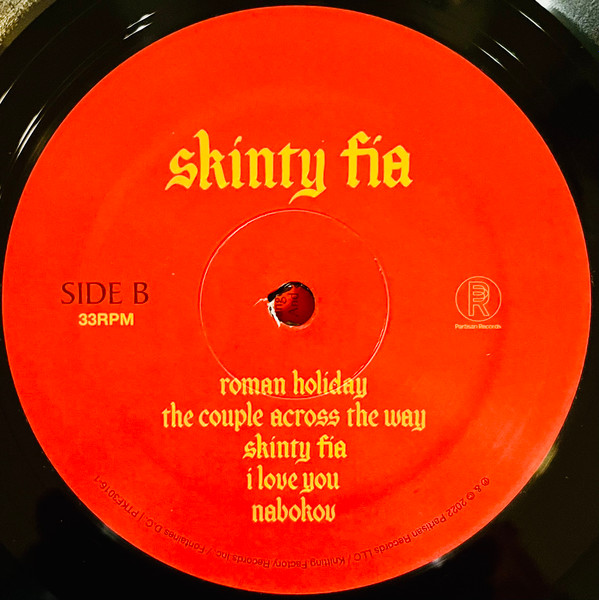 skinty fia
SIDE B
33RPM
Partisan Records
roman holiday
the couple across the way
skinty fia
i love you
nabokov
℗ & © 2022 Partisan Records LLC / Knitting Factory Records Inc. / Fontaines D.C. | PTKF3016-1